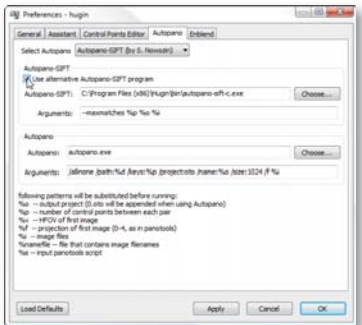 Preferences - hugin
General Assistant Control Points Editor Autopano Enblend
Select Autopano Autopano-SIFT (by S. Nowozin)
Autopano-SIFT
Use alternative Autopano-SIFT program
Autopano-SIFT: C:\Program Files (x86)\Hugin\bin\autopano-sift-c.exe Choose...
Arguments: --maxmatches %p %o %i
Autopano
Autopano: autopano.exe Choose...
Arguments: /allinone /path:%d /keys:%p /project:oto /name:%o /size:1024 /f %i
following patterns will be substituted before running:
%o -- output project (0.oto will be appended when using Autopano)
%p -- number of control points between each pair
%v -- HFOV of first image
%f -- projection of first image (0-4, as in panotools)
%i -- image files
%namefile -- file that contains image filenames
%s -- input panotools script
Load Defaults Apply Cancel OK